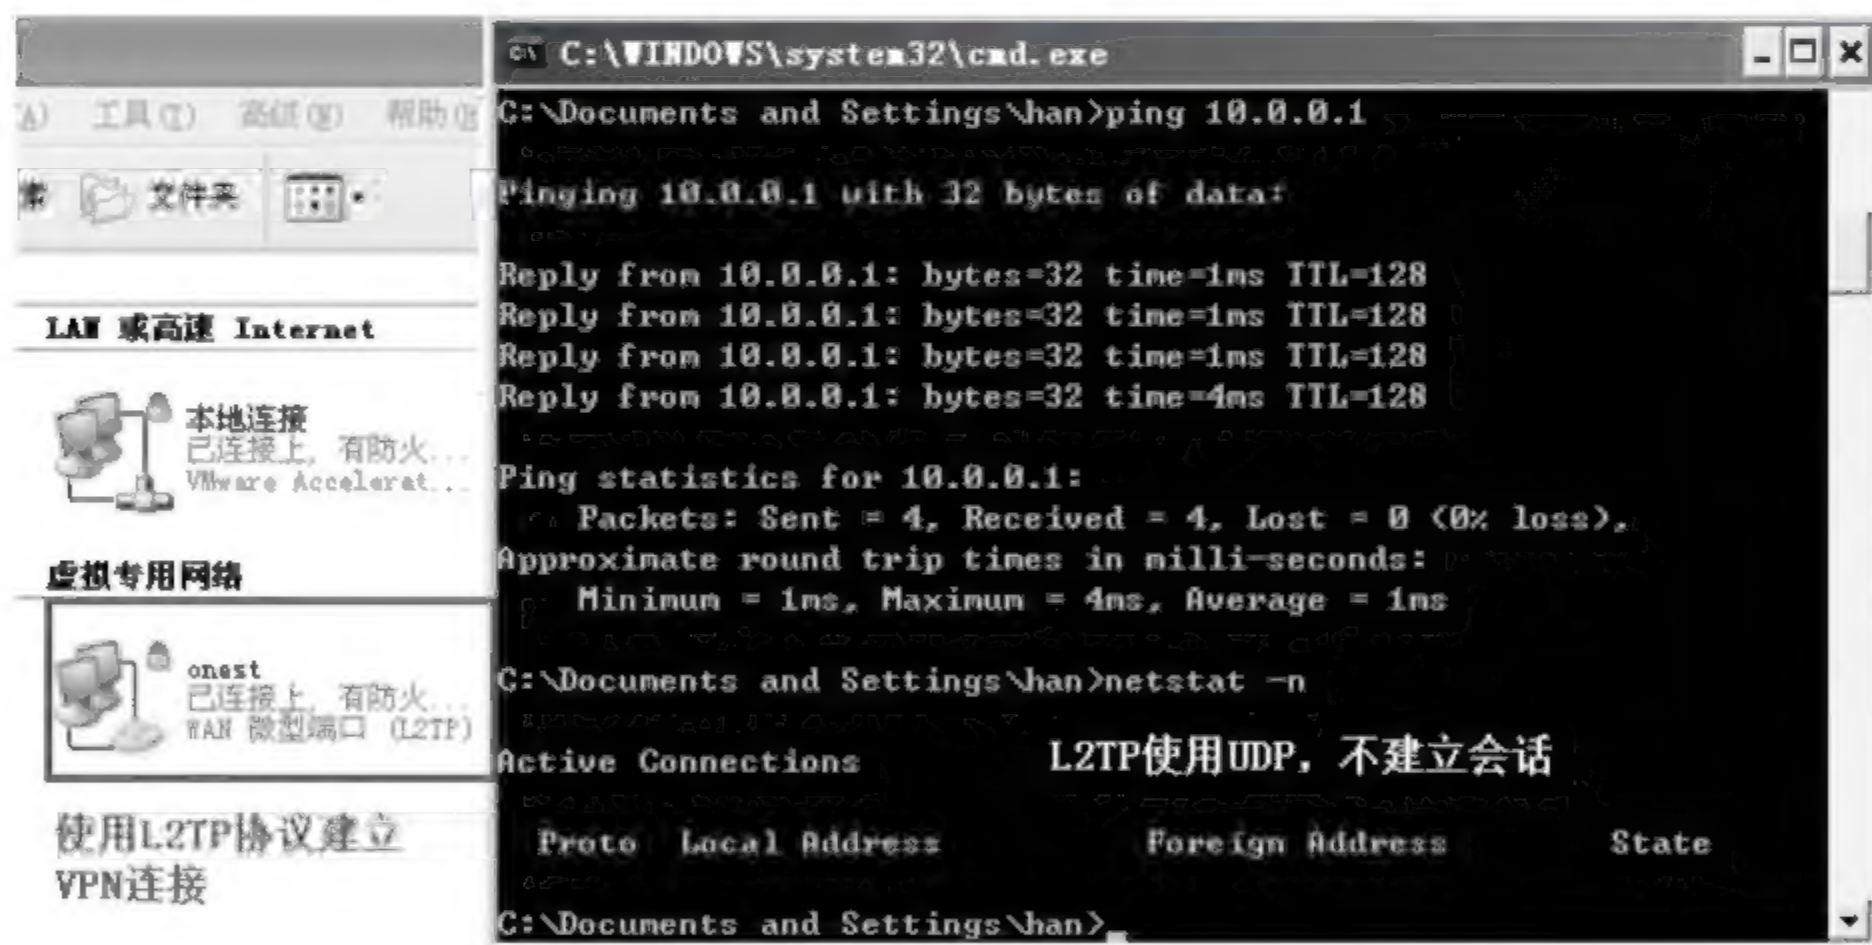 C:\WINDOWS\system32\cmd.exe
工具(T) 高级(N) 帮助(H
索 文件夹
LAN 或高速 Internet
本地连接
已连接上, 有防火...
VMware Accelerat...
虚拟专用网络
onest
已连接上, 有防火...
WAN 微型端口 (L2TP)
使用L2TP协议建立
VPN连接
C:\Documents and Settings\han>ping 10.0.0.1
Pinging 10.0.0.1 with 32 bytes of data:
Reply from 10.0.0.1: bytes=32 time=1ms TTL=128
Reply from 10.0.0.1: bytes=32 time=1ms TTL=128
Reply from 10.0.0.1: bytes=32 time=1ms TTL=128
Reply from 10.0.0.1: bytes=32 time=4ms TTL=128
Ping statistics for 10.0.0.1:
Packets: Sent = 4, Received = 4, Lost = 0 (0% loss),
Approximate round trip times in milli-seconds:
Minimum = 1ms, Maximum = 4ms, Average = 1ms
C:\Documents and Settings\han>netstat -n
Active Connections
L2TP使用UDP，不建立会话
Proto Local Address Foreign Address State
C:\Documents and Settings\han>